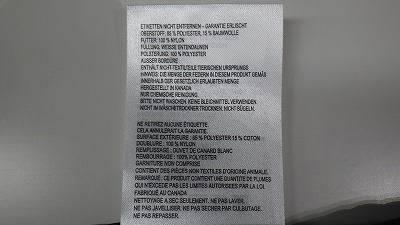 ETIKETTEN NICHT ENTFERNEN – GARANTIE ERLISCHT
OBERSTOFF: 85 % POLYESTER, 15 % BAUMWOLLE
FUTTER: 100 % NYLON
FÜLLUNG: WEISSE ENTENDAUNEN
POLSTERUNG: 100 % POLYESTER
AUSSER BORDÜRE
ENTHÄLT NICHT-TEXTILTEILE TIERISCHEN URSPRUNGS
HINWEIS: DIE MENGE DER FEDERN IN DIESEM PRODUKT GEMÄß
INNERHALB DER GESETZLICH ERLAUBTEN MENGE
HERGESTELLT IN KANADA
NUR CHEMISCHE REINIGUNG.
BITTE NICHT WASCHEN, KEINE BLEICHMITTEL VERWENDEN.
NICHT IM WÄSCHETROCKNER TROCKNEN, NICHT BÜGELN.
NE RETIREZ AUCUNE ÉTIQUETTE.
CELA ANNULERAIT LA GARANTIE.
SURFACE EXTÉRIEURE : 85 % POLYESTER 15 % COTON
DOUBLURE : 100 % NYLON
REMPLISSAGE : DUVET DE CANARD BLANC
REMBOURRAGE : 100% POLYESTER
GARNITURE NON COMPRISE
CONTIENT DES PIÈCES NON TEXTILES D'ORIGINE ANIMALE.
REMARQUE : CE PRODUIT CONTIENT UNE QUANTITÉ DE PLUMES
QUI N'EXCÈDE PAS LES LIMITES AUTORISÉES PAR LA LOI.
FABRIQUÉ AU CANADA
NETTOYAGE À SEC SEULEMENT. NE PAS LAVER.
NE PAS JAVELLISER. NE PAS SÉCHER PAR CULBUTAGE.
NE PAS REPASSER.